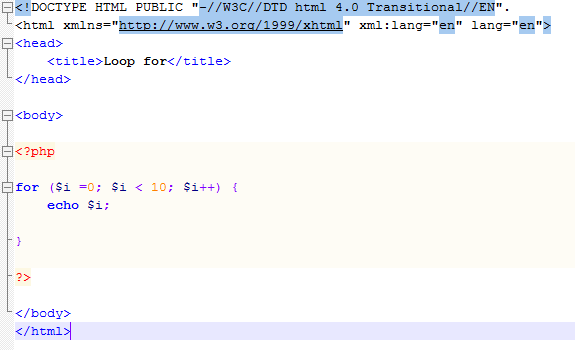 <!DOCTYPE HTML PUBLIC "-//W3C//DTD html 4.0 Transitional//EN".
<html xmlns="http://www.w3.org/1999/xhtml" xml:lang="en" lang="en">
<head>
    <title>Loop for</title>
</head>
<body>
<?php
for ($i =0; $i < 10; $i++) {
    echo $i;
}
?>
</body>
</html>